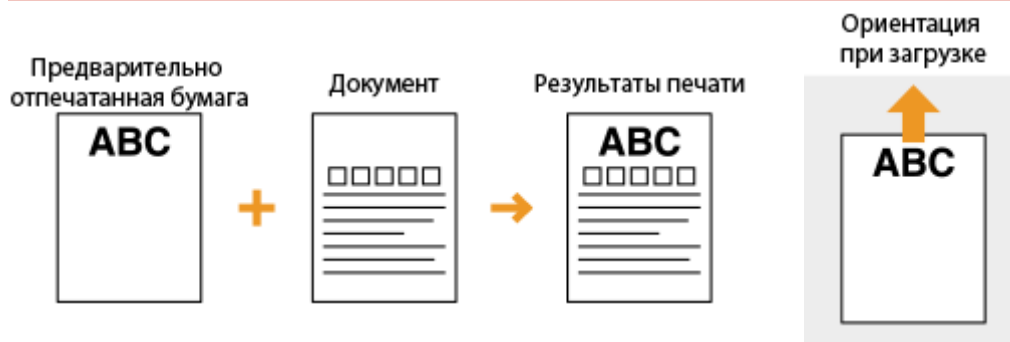 Предварительно
отпечатанная бумага
ABC
Документ
Результаты печати
ABC
Ориентация
при загрузке
ABC